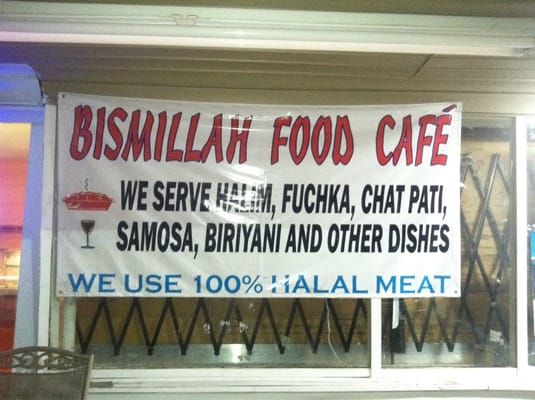 BISMILLAH FOOD CAFÉ
WE SERVE HALIM, FUCHKA, CHAT PATI,
SAMOSA, BIRIYANI AND OTHER DISHES
WE USE 100% HALAL MEAT